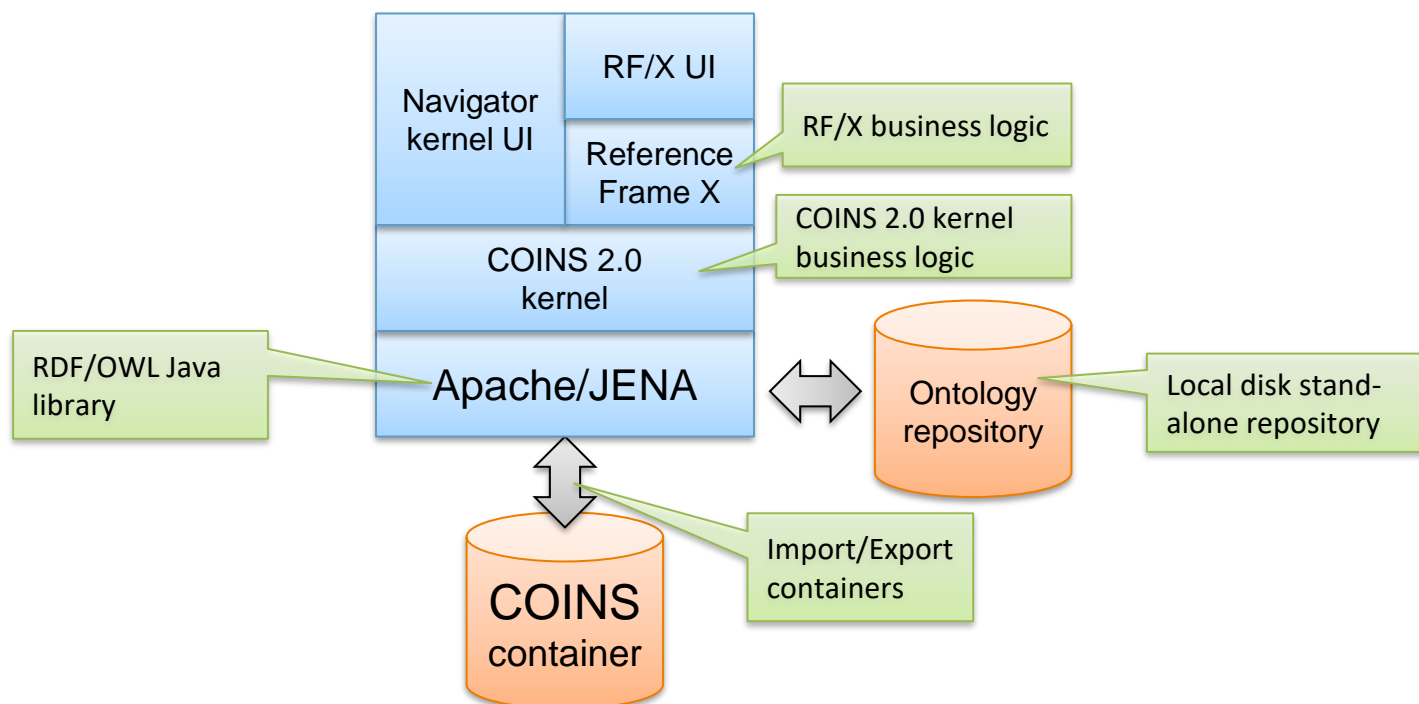 RF/X UI
Navigator
kernel UI
RF/X business logic
Reference
Frame X
COINS 2.0 kernel
business logic
COINS 2.0
kernel
RDF/OWL Java
library
Apache/JENA
Ontology
repository
Local disk stand-
alone repository
Import/Export
containers
COINS
container